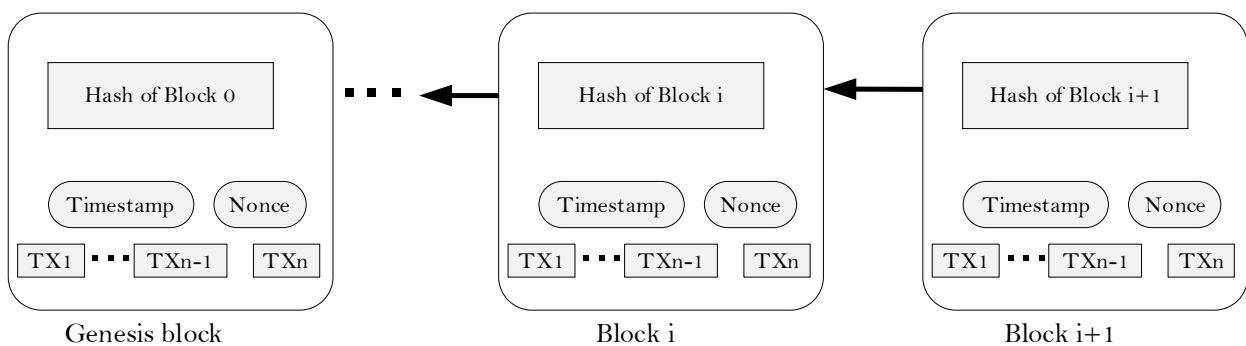 Hash of Block 0
Hash of Block i
Hash of Block i+1
Timestamp Nonce
Timestamp Nonce
Timestamp Nonce
TX1 TXn-1 TXn
TX1 TXn-1 TXn
TX1 TXn-1 TXn
Genesis block
Block i
Block i+1